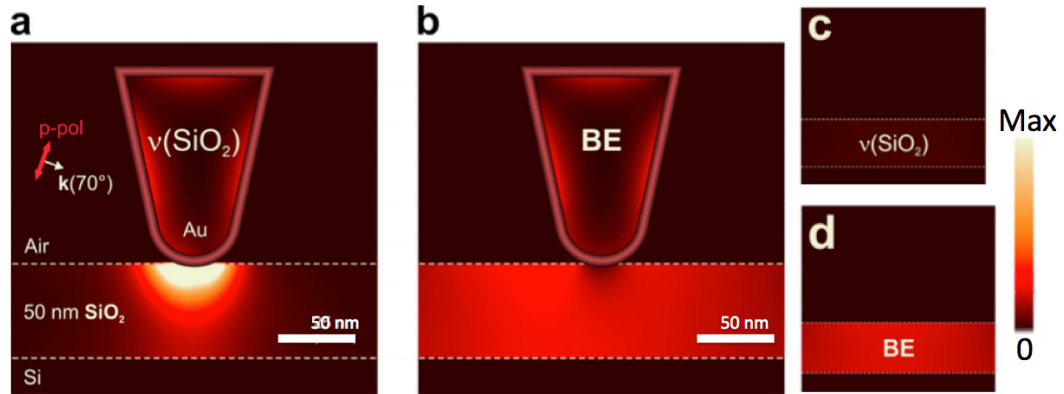 a
p-pol
k(70°)
ν(SiO₂)
Au
Air
50 nm SiO₂
50 nm
Si
b
BE
50 nm
c
ν(SiO₂)
d
BE
Max
0